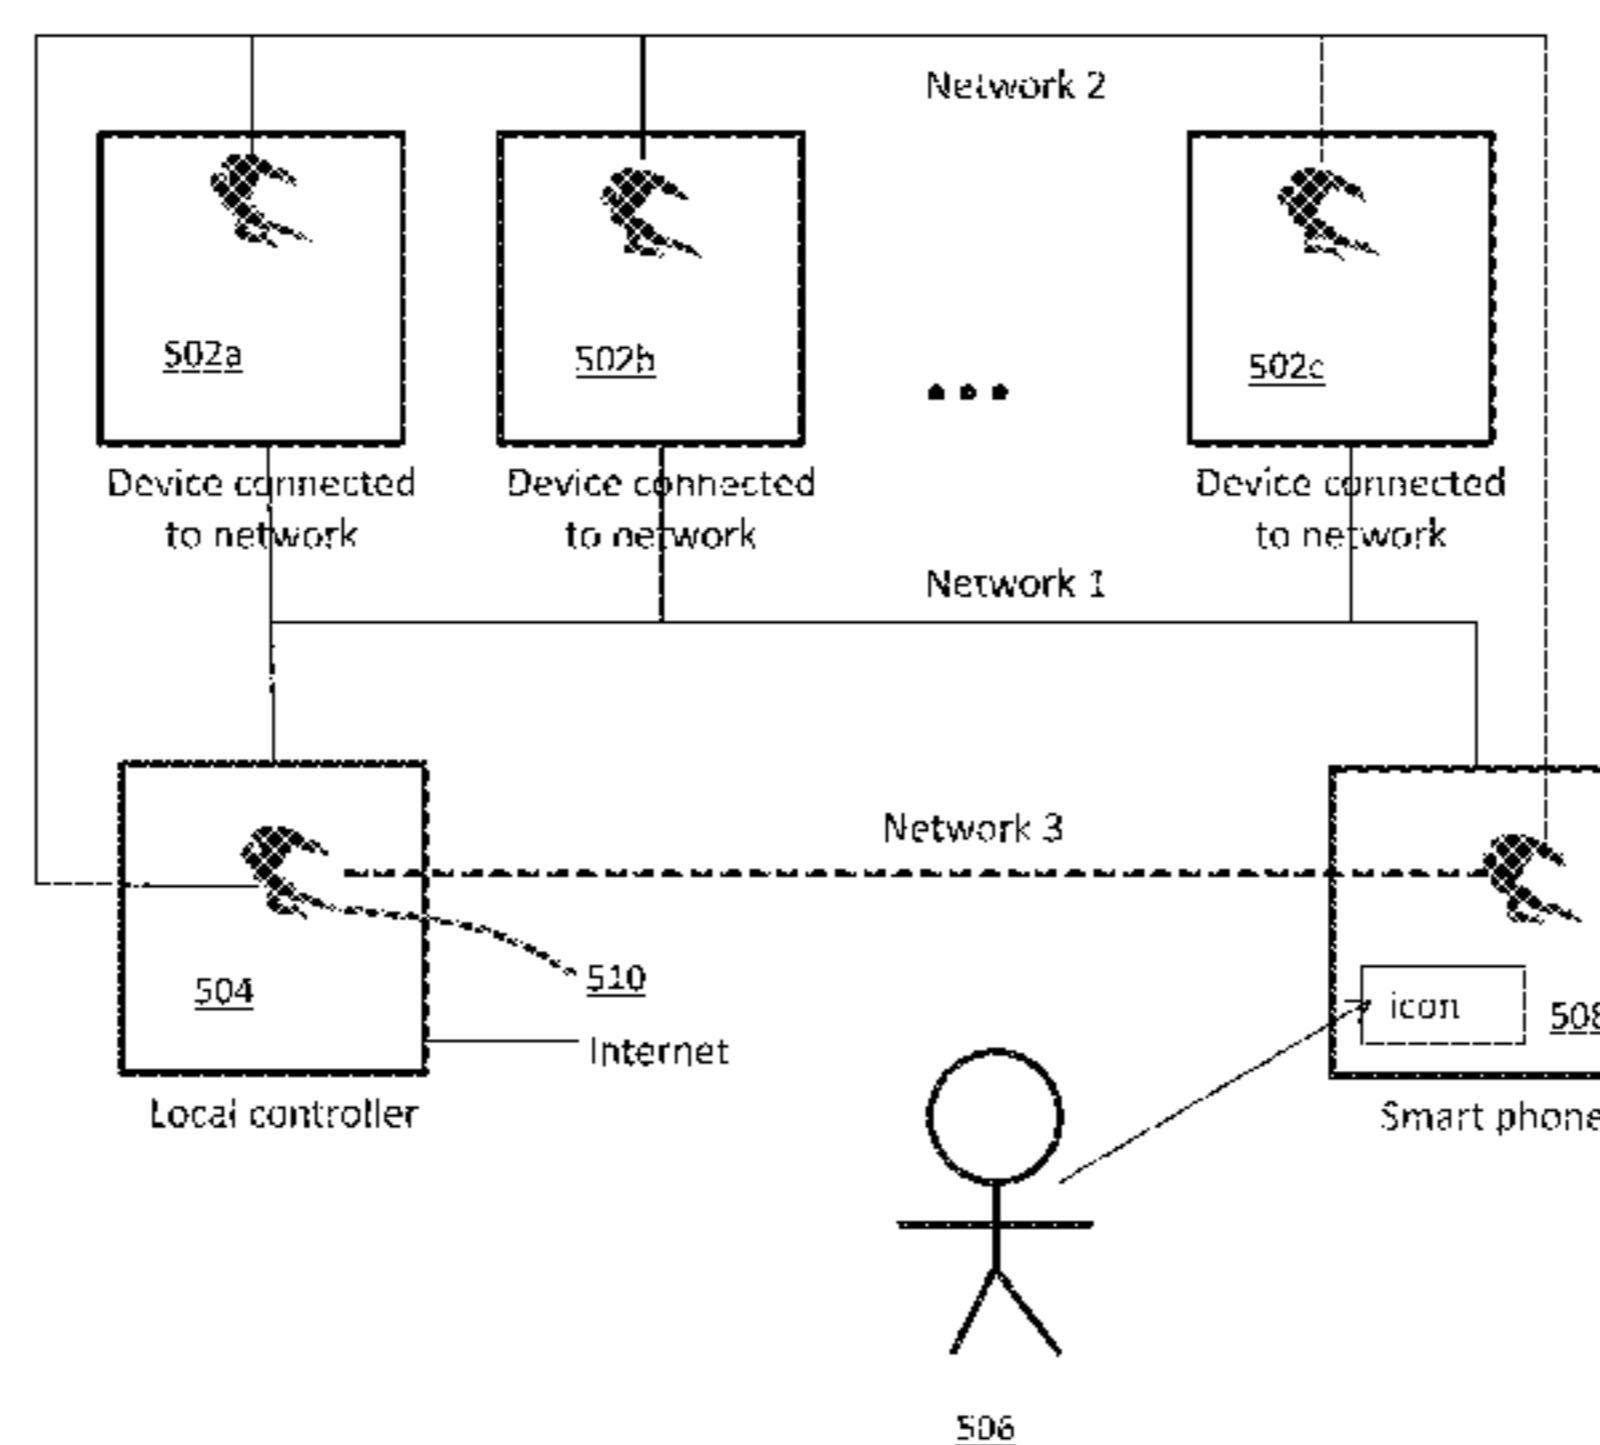 Network 2
502a
502b
502c
Device connected
to network
Device connected
to network
Device connected
to network
Network 1
Network 3
504
510
Internet
icon
508
Local controller
Smart phone
506